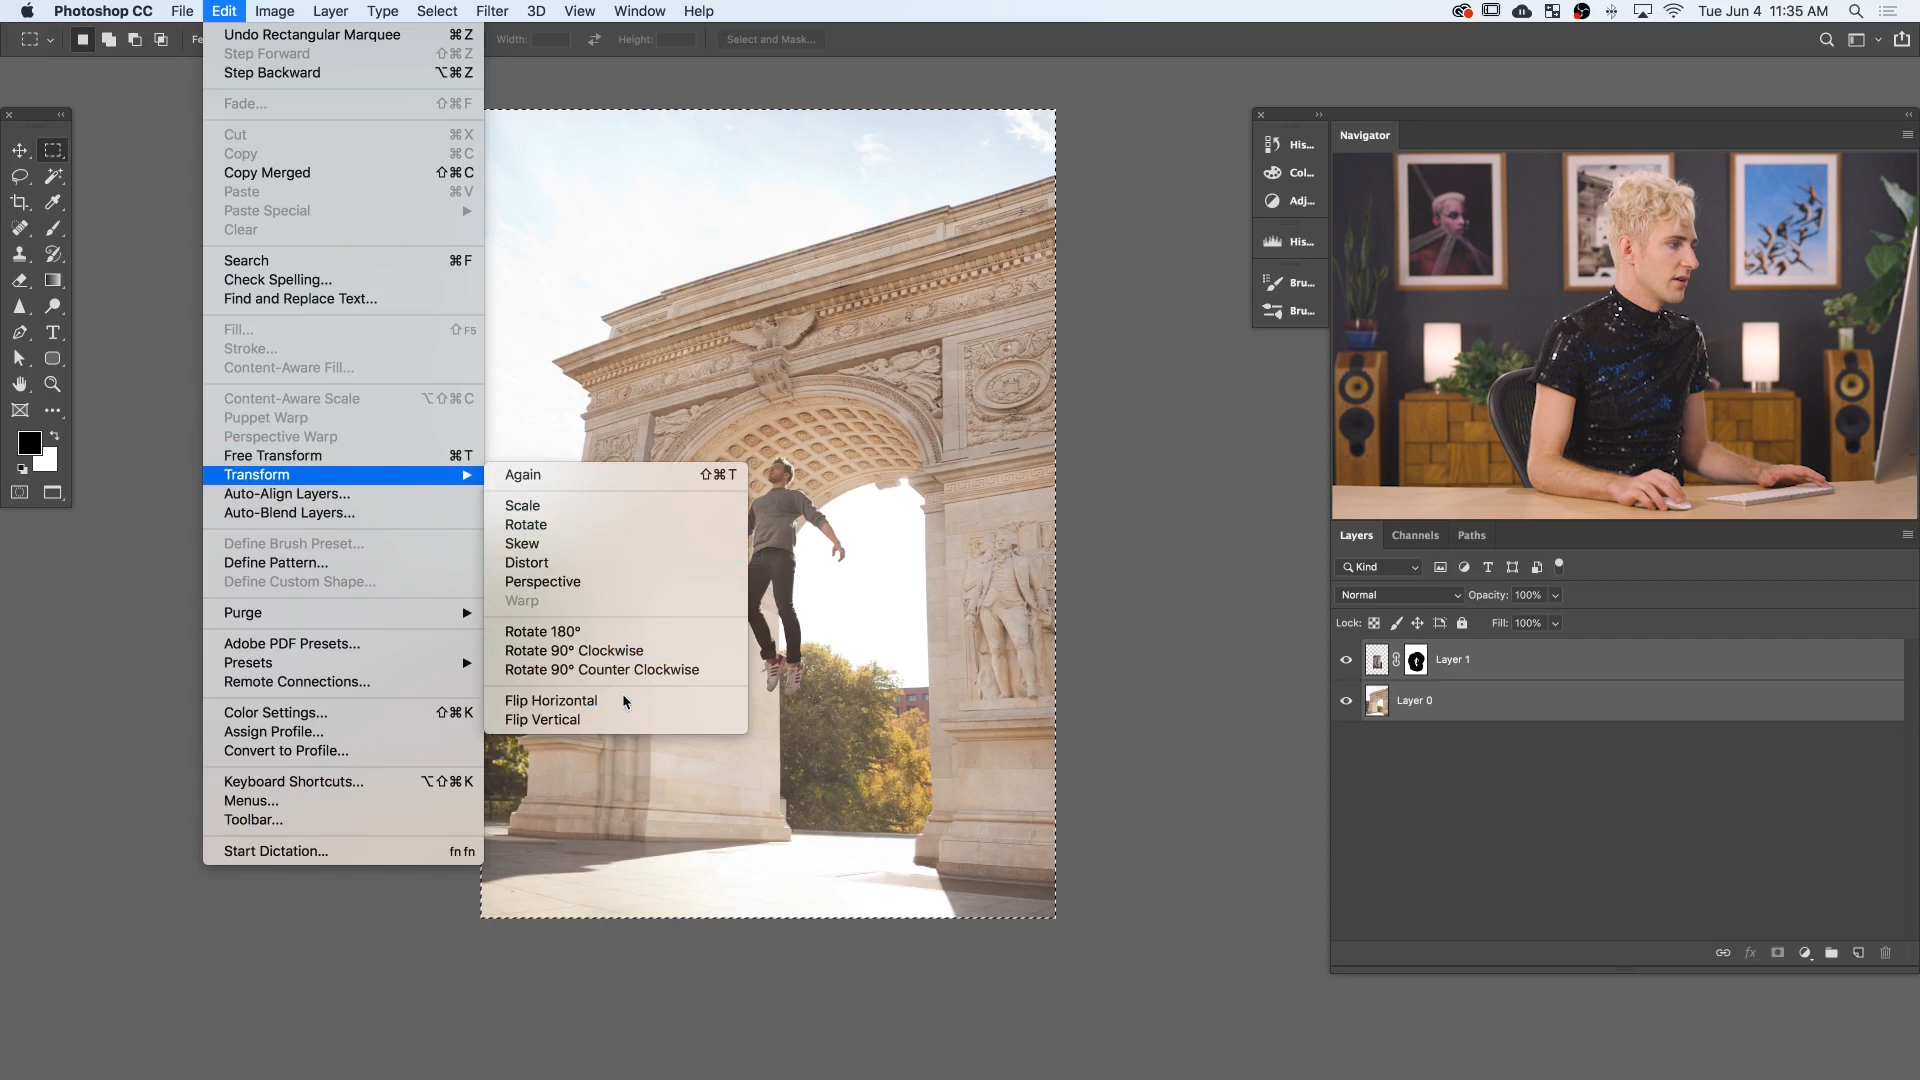 Photoshop CC File Edit Image Layer Type Select Filter 3D View Window Help Tue Jun 4 11:35 AM
Width: Height: Select and Mask...
Undo Rectangular Marquee ⌘Z
Step Forward ⇧⌘Z
Step Backward ⌥⌘Z
Fade... ⇧⌘F
Cut ⌘X
Copy ⌘C
Copy Merged ⇧⌘C
Paste ⌘V
Paste Special
Clear
Search ⌘F
Check Spelling...
Find and Replace Text...
Fill... ⇧F5
Stroke...
Content-Aware Fill...
Content-Aware Scale ⌥⇧⌘C
Puppet Warp
Perspective Warp
Free Transform ⌘T
Transform
Auto-Align Layers...
Auto-Blend Layers...
Define Brush Preset...
Define Pattern...
Define Custom Shape...
Purge
Adobe PDF Presets...
Presets
Remote Connections...
Color Settings... ⇧⌘K
Assign Profile...
Convert to Profile...
Keyboard Shortcuts... ⌥⇧⌘K
Menus...
Toolbar...
Start Dictation... fn fn
Again ⇧⌘T
Scale
Rotate
Skew
Distort
Perspective
Warp
Rotate 180°
Rotate 90° Clockwise
Rotate 90° Counter Clockwise
Flip Horizontal
Flip Vertical
His...
Col...
Adj...
His...
Bru...
Bru...
Navigator
Layers Channels Paths
Kind
Normal Opacity: 100%
Lock: Fill: 100%
Layer 1
Layer 0
fx